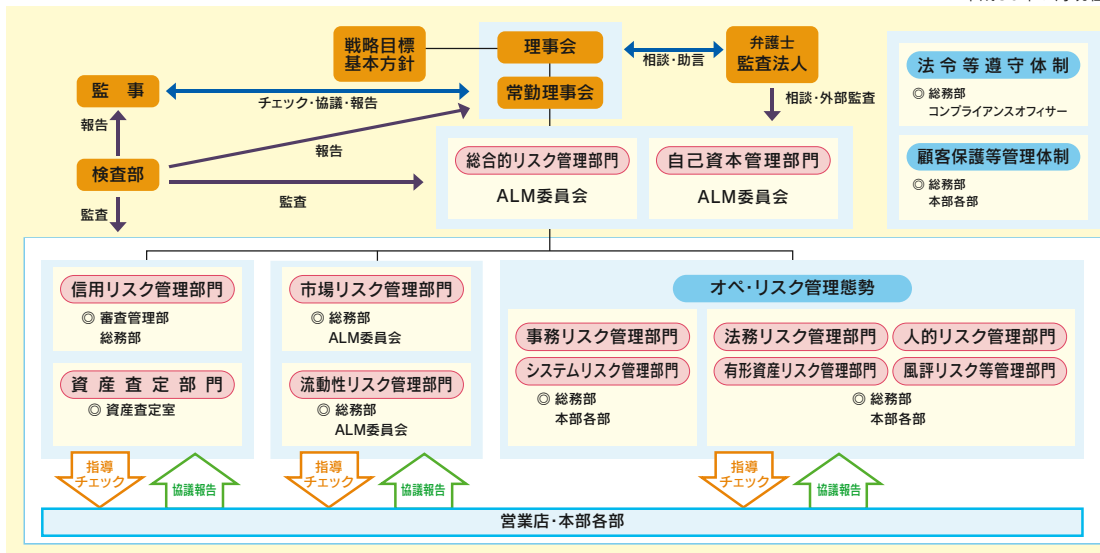 戦略目標
基本方針
理事会
常勤理事会
相談・助言
弁護士
監査法人
監 事
チェック・協議・報告
相談・外部監査
報告
報告
検査部
監査
監査
総合的リスク管理部門
ALM委員会
自己資本管理部門
ALM委員会
法令等遵守体制
◎ 総務部
コンプライアンスオフィサー
顧客保護等管理体制
◎ 総務部
本部各部
信用リスク管理部門
◎ 審査管理部
総務部
資産査定部門
◎ 資産査定室
市場リスク管理部門
◎ 総務部
ALM委員会
流動性リスク管理部門
◎ 総務部
ALM委員会
オペ・リスク管理態勢
事務リスク管理部門
システムリスク管理部門
◎ 総務部
本部各部
法務リスク管理部門
人的リスク管理部門
有形資産リスク管理部門
風評リスク等管理部門
◎ 総務部
本部各部
指導
チェック
協議報告
指導
チェック
協議報告
指導
チェック
協議報告
営業店・本部各部